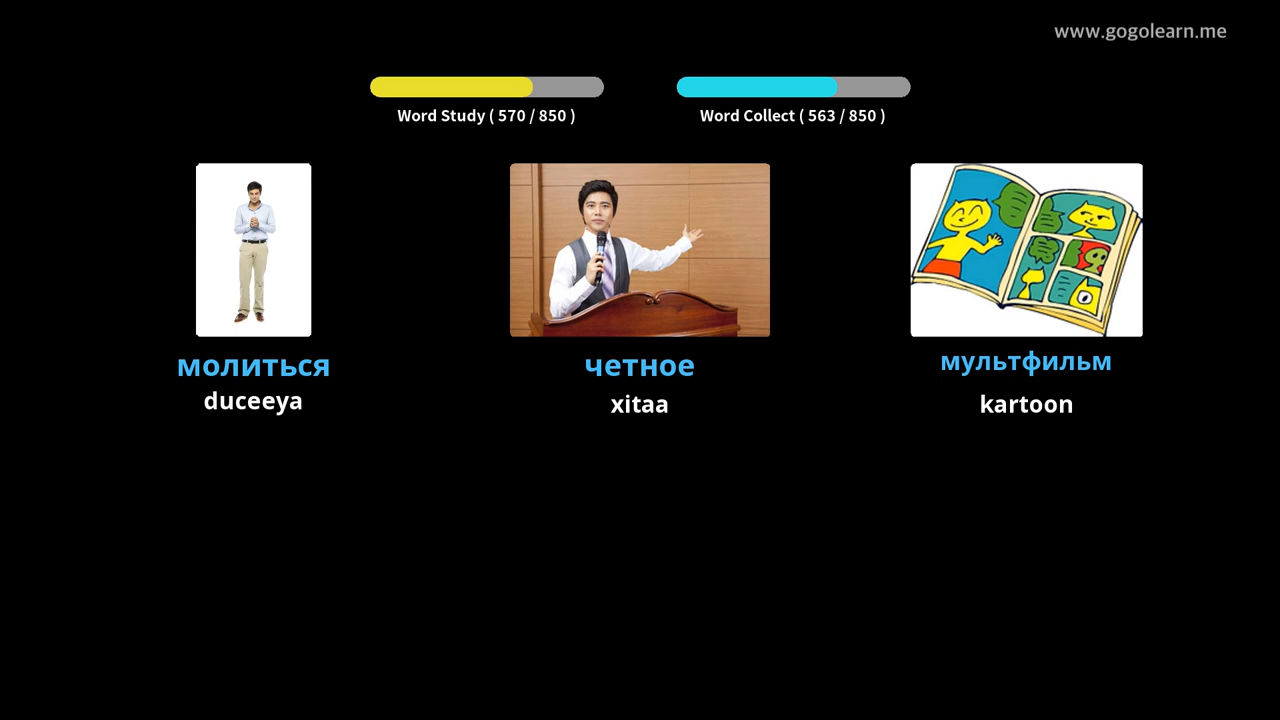 www.gogolearn.me
Word Study ( 570 / 850 )
Word Collect ( 563 / 850 )
молиться
duceeya
четное
xitaa
мультфильм
kartoon